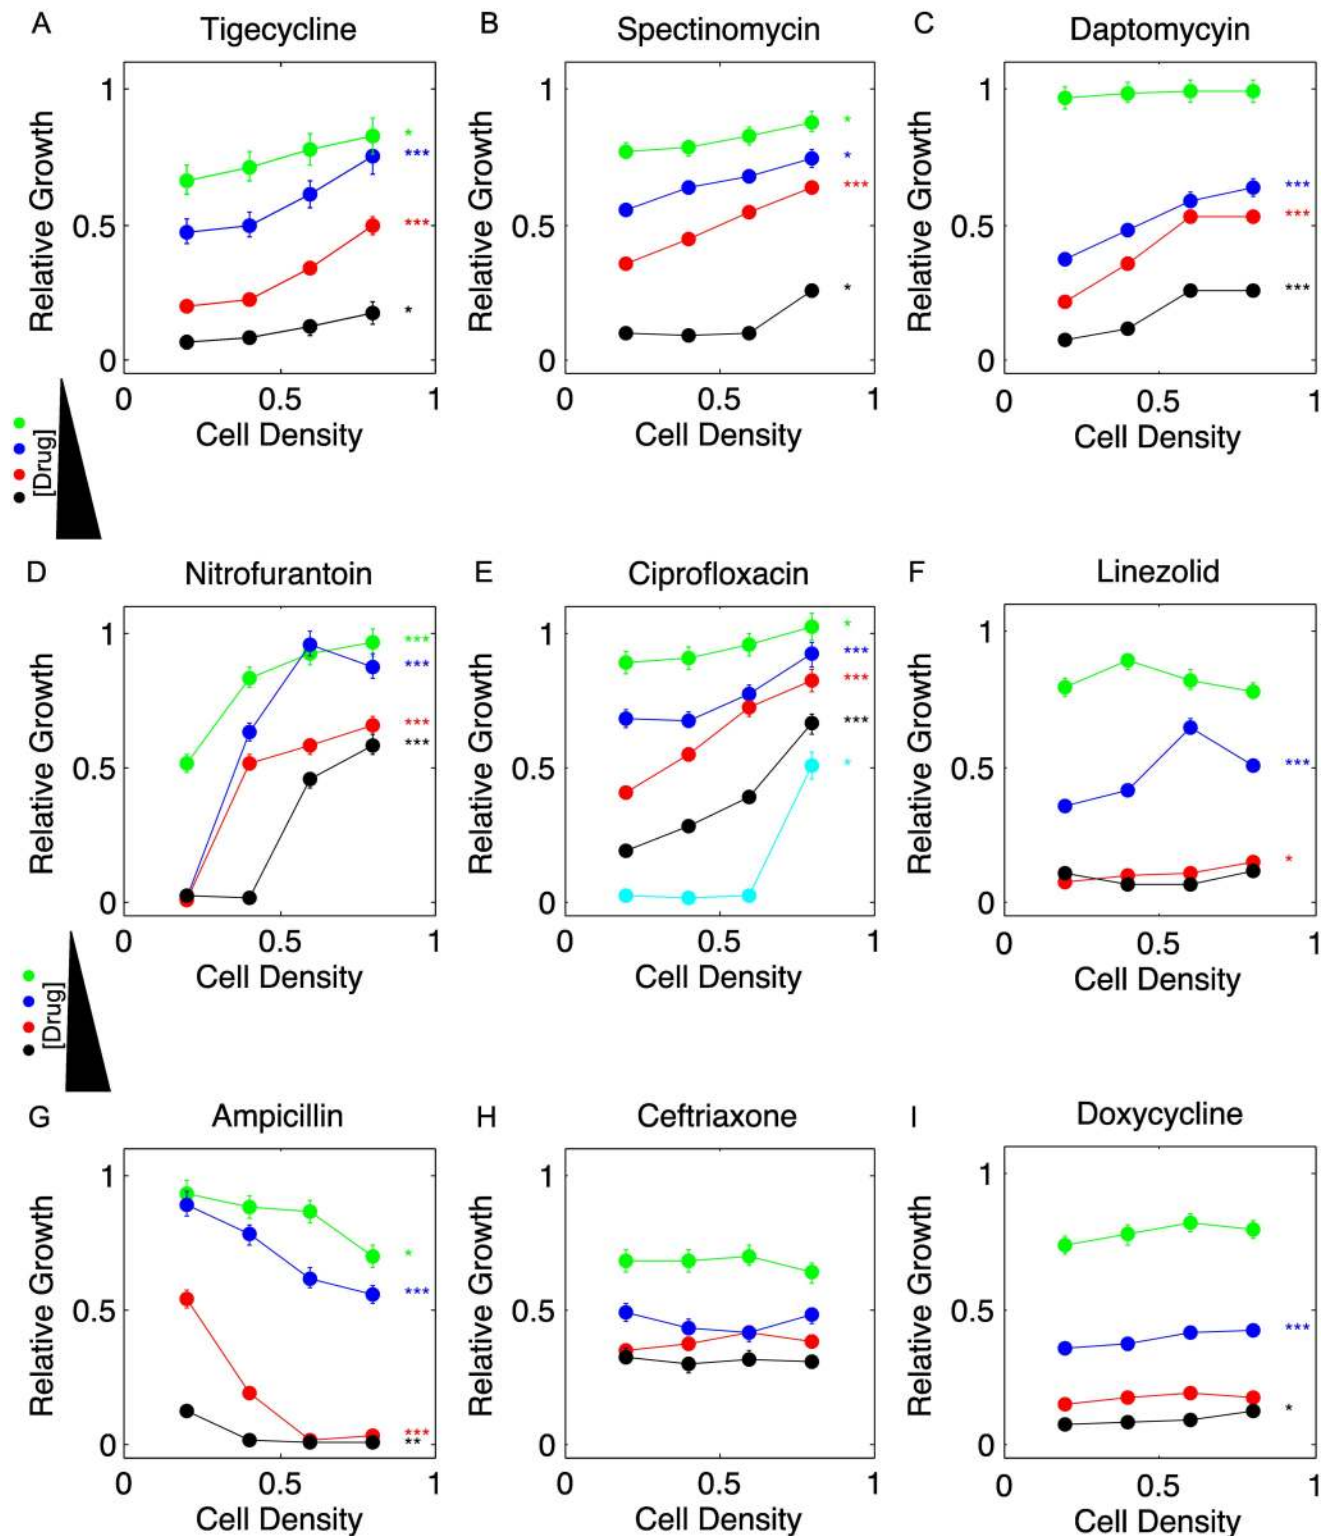 A Tigecycline
B Spectinomycin
C Daptomycyin
Relative Growth
1
0.5
0
0 0.5 1
Cell Density
***
***
*
*
Relative Growth
1
0.5
0
0 0.5 1
Cell Density
*
*
***
*
Relative Growth
1
0.5
0
0 0.5 1
Cell Density
***
***
***
[Drug]
D Nitrofurantoin
E Ciprofloxacin
F Linezolid
Relative Growth
1
0.5
0
0 0.5 1
Cell Density
***
***
***
***
Relative Growth
1
0.5
0
0 0.5 1
Cell Density
*
***
***
***
*
Relative Growth
1
0.5
0
0 0.5 1
Cell Density
***
*
[Drug]
G Ampicillin
H Ceftriaxone
I Doxycycline
Relative Growth
1
0.5
0
0 0.5 1
Cell Density
*
***
***
**
Relative Growth
1
0.5
0
0 0.5 1
Cell Density
Relative Growth
1
0.5
0
0 0.5 1
Cell Density
***
*